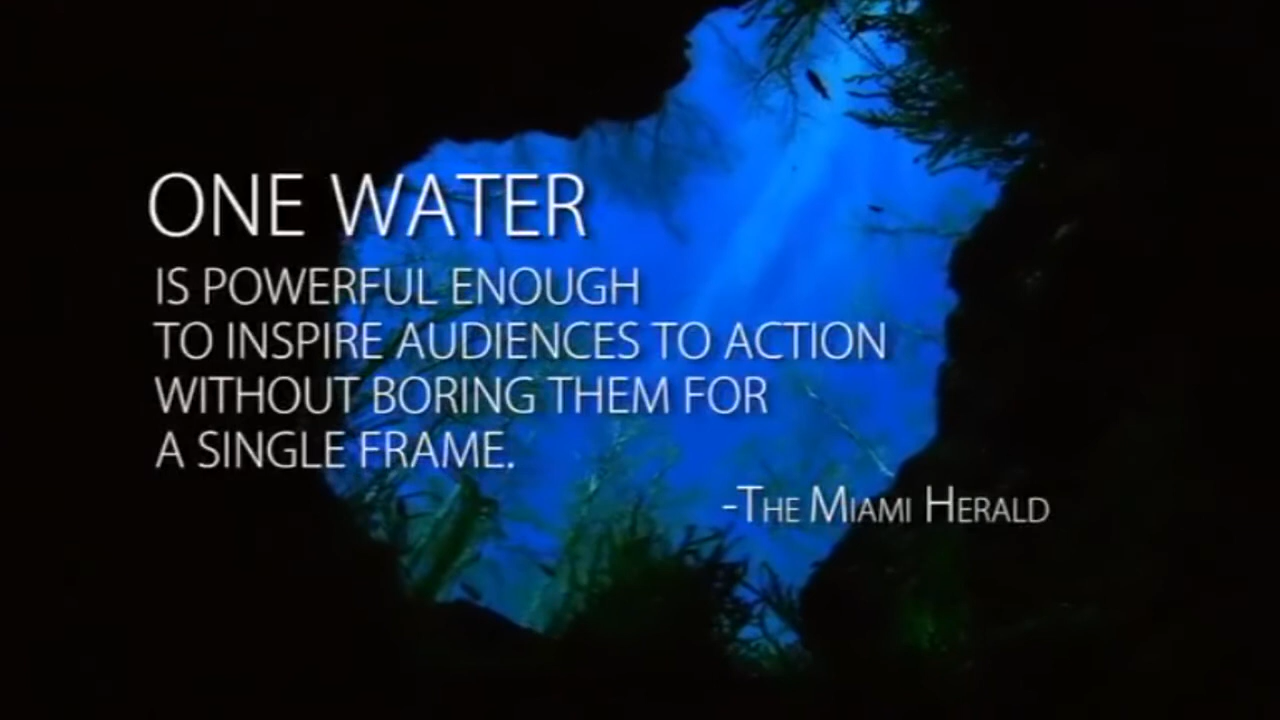 ONE WATER
IS POWERFUL ENOUGH
TO INSPIRE AUDIENCES TO ACTION
WITHOUT BORING THEM FOR
A SINGLE FRAME.
-THE MIAMI HERALD